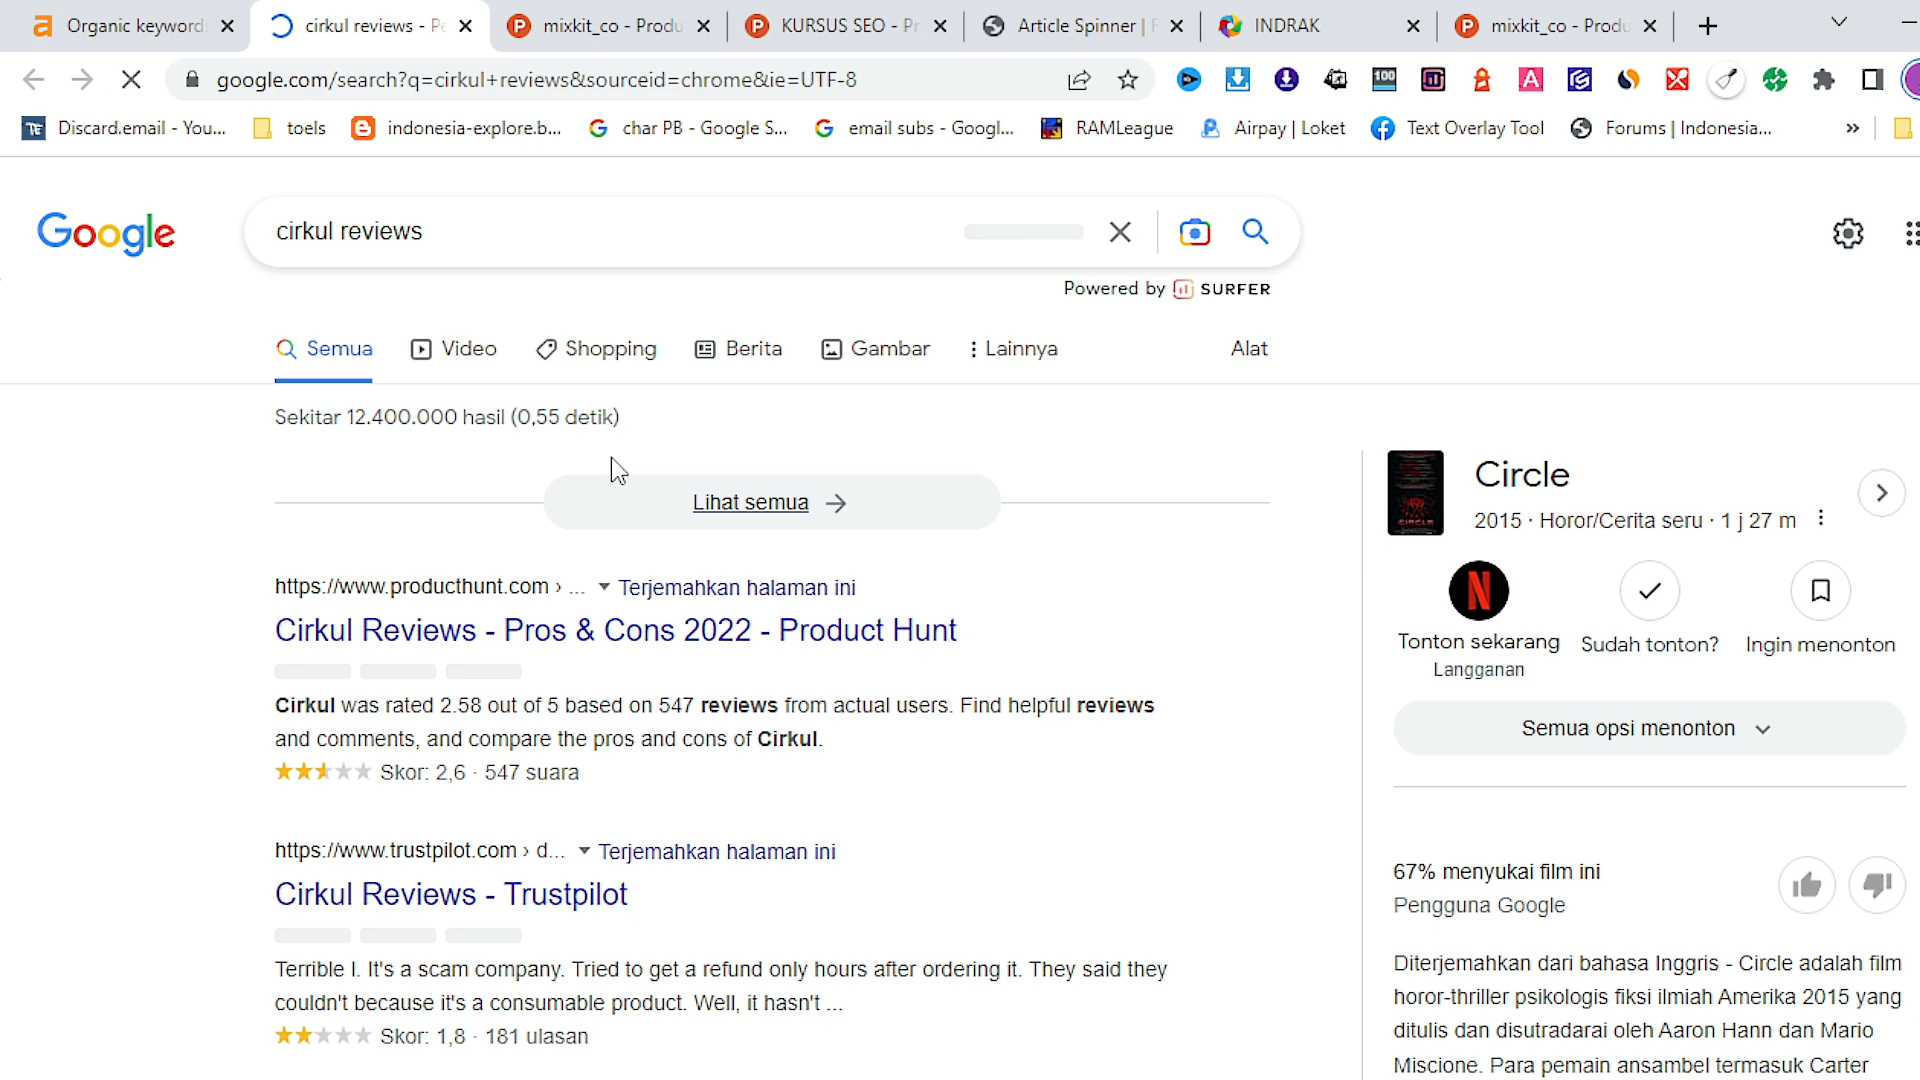 Organic keyword
cirkul reviews - Pe
mixkit_co - Produ
KURSUS SEO - Pr
Article Spinner | F
INDRAK
mixkit_co - Produ
google.com/search?q=cirkul+reviews&sourceid=chrome&ie=UTF-8
100
Discard.email - You...
toels
indonesia-explore.b...
char PB - Google S...
email subs - Googl...
RAMLeague
Airpay | Loket
Text Overlay Tool
Forums | Indonesia...
Google
cirkul reviews
Powered by SURFER
Semua
Video
Shopping
Berita
Gambar
Lainnya
Alat
Sekitar 12.400.000 hasil (0,55 detik)
Lihat semua
https://www.producthunt.com › ... Terjemahkan halaman ini
Cirkul Reviews - Pros & Cons 2022 - Product Hunt
Cirkul was rated 2.58 out of 5 based on 547 reviews from actual users. Find helpful reviews
and comments, and compare the pros and cons of Cirkul.
Skor: 2,6 · 547 suara
https://www.trustpilot.com › d... Terjemahkan halaman ini
Cirkul Reviews - Trustpilot
Terrible I. It's a scam company. Tried to get a refund only hours after ordering it. They said they
couldn't because it's a consumable product. Well, it hasn't ...
Skor: 1,8 · 181 ulasan
Circle
2015 · Horor/Cerita seru · 1 j 27 m
Tonton sekarang
Langganan
Sudah tonton?
Ingin menonton
Semua opsi menonton
67% menyukai film ini
Pengguna Google
Diterjemahkan dari bahasa Inggris - Circle adalah film
horor-thriller psikologis fiksi ilmiah Amerika 2015 yang
ditulis dan disutradarai oleh Aaron Hann dan Mario
Miscione. Para pemain ansambel termasuk Carter